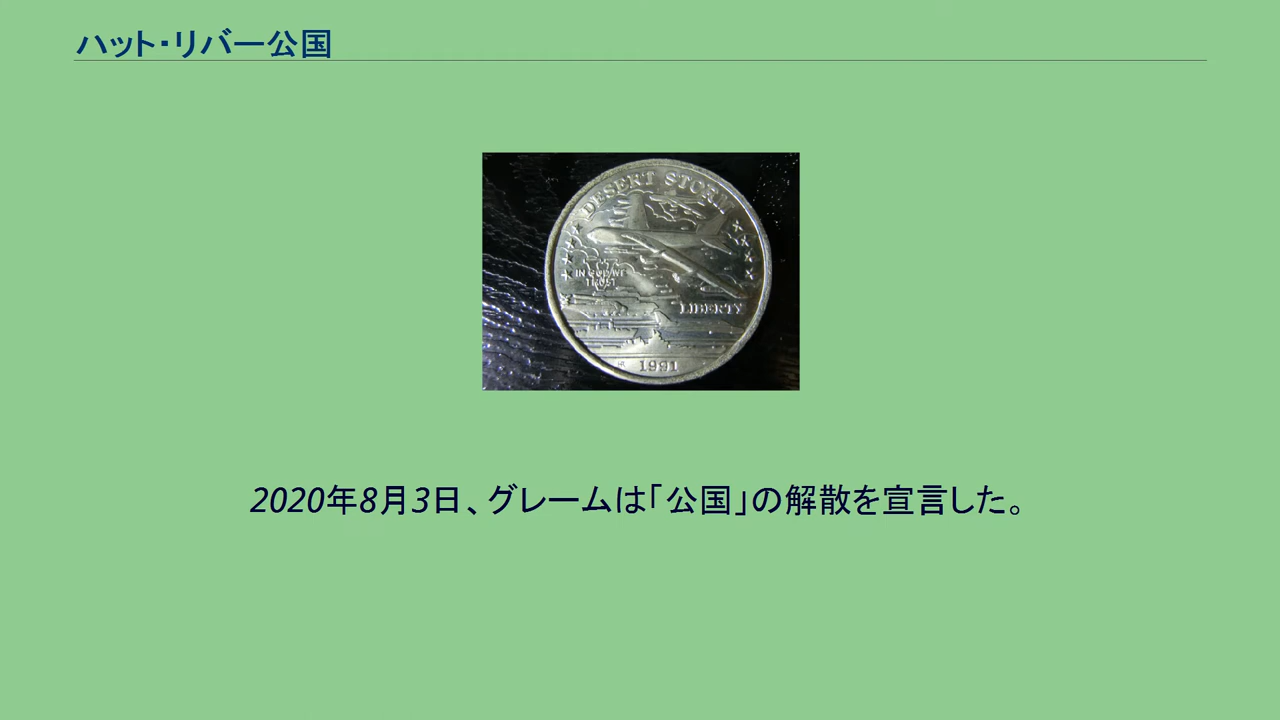 ハット・リバー公国
DESERT STORM
IN GOD WE
TRUST
LIBERTY
1991
2020年8月3日、グレームは「公国」の解散を宣言した。